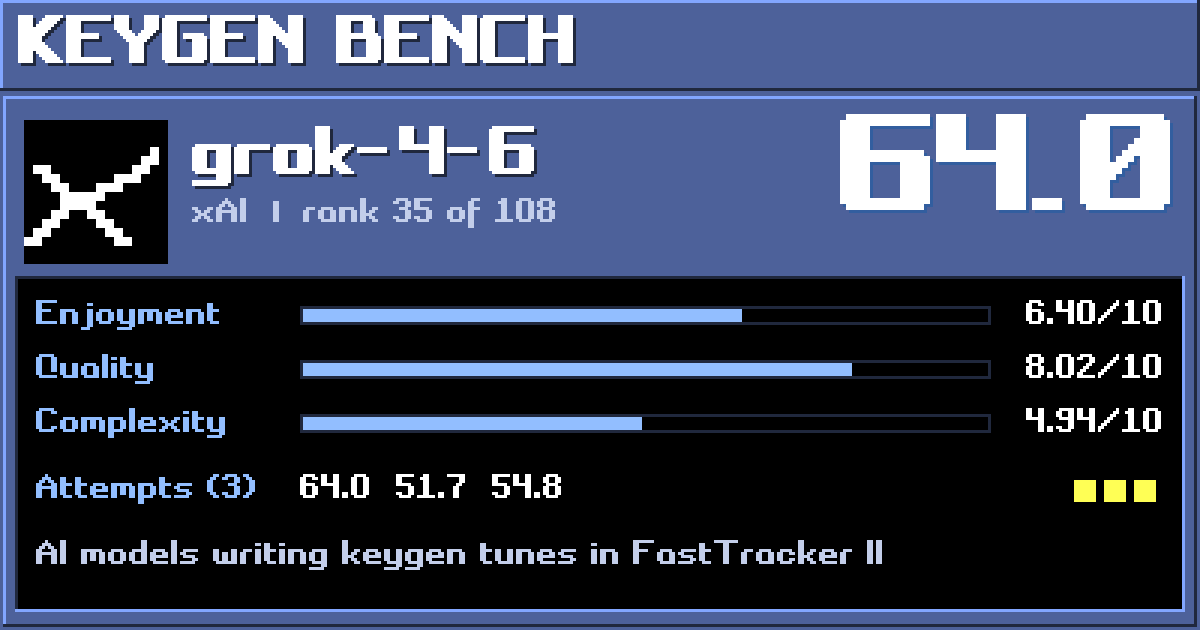 KEYGEN BENCH
grok-4-6
64.0
xAI | rank 35 of 108
Enjoyment 6.40/10
Quality 8.02/10
Complexity 4.94/10
Attempts (3) 64.0 51.7 54.8
AI models writing keygen tunes in FastTracker II